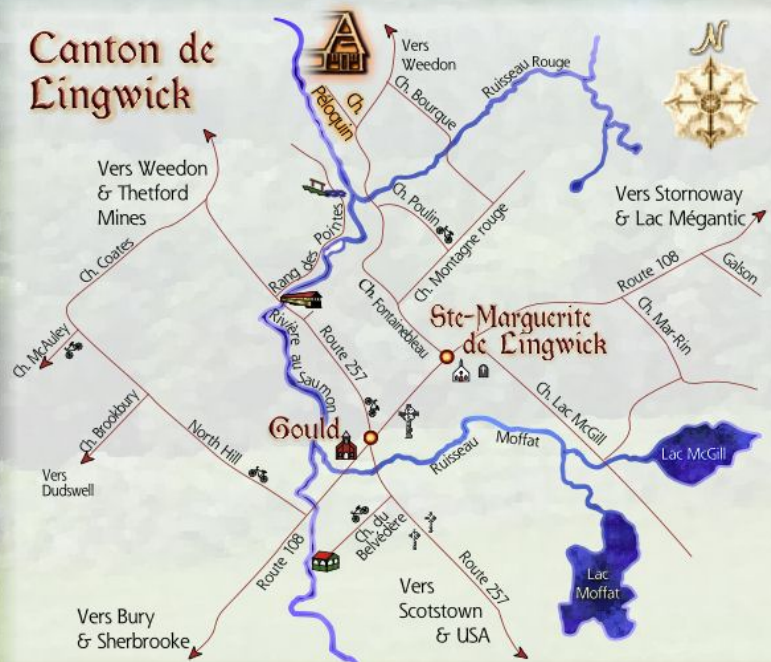 Canton de
Lingwick
N
Vers
Weedon
Ch. Péloquin
Ch. Bourque
Ruisseau Rouge
Vers Weedon
& Thetford
Mines
Vers Stornoway
& Lac Mégantic
Ch. Poulin
Ch. Montagne rouge
Rang des Pointes
Ch. Coates
Route 108
Galson
Ch. Fontainebleau
Ch. Mar-Rin
Ste-Marguerite
de Lingwick
Rivière au Saumon
Route 257
Ch. McAuley
Ch. Brookbury
Vers
Dudswell
North Hill
Gould
Ch. Lac McGill
Ruisseau Moffat
Lac McGill
Ch. du
Belvédère
Route 108
Route 257
Lac
Moffat
Vers Bury
& Sherbrooke
Vers
Scotstown
& USA